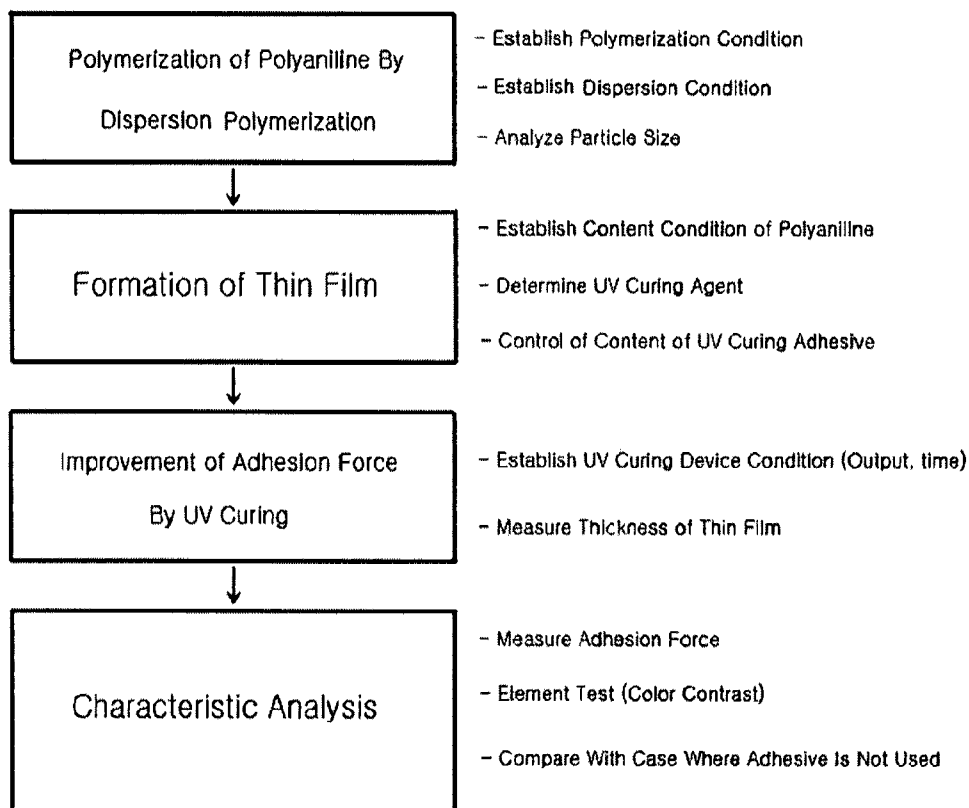 Polymerization of Polyaniline By
Dispersion Polymerization
- Establish Polymerization Condition
- Establish Dispersion Condition
- Analyze Particle Size
Formation of Thin Film
- Establish Content Condition of Polyaniline
- Determine UV Curing Agent
- Control of Content of UV Curing Adhesive
Improvement of Adhesion Force
By UV Curing
- Establish UV Curing Device Condition (Output, time)
- Measure Thickness of Thin Film
Characteristic Analysis
- Measure Adhesion Force
- Element Test (Color Contrast)
- Compare With Case Where Adhesive Is Not Used